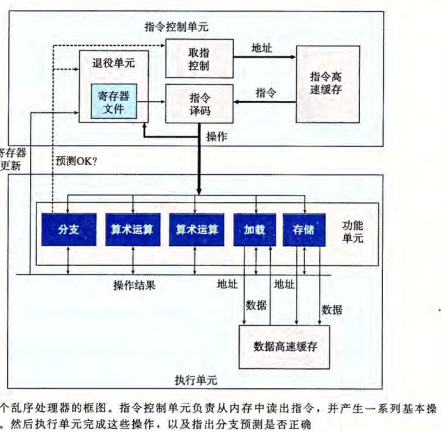 指令控制单元
取指
控制
地址
指令高
速缓存
退役单元
寄存器
文件
指令
译码
指令
操作
寄存器
更新
预测OK?
分支
算术运算
算术运算
加载
存储
功能
单元
操作结果
地址
地址
数据
数据
数据高速缓存
执行单元
个乱序处理器的框图。指令控制单元负责从内存中读出指令，并产生一系列基本操
。然后执行单元完成这些操作，以及指出分支预测是否正确